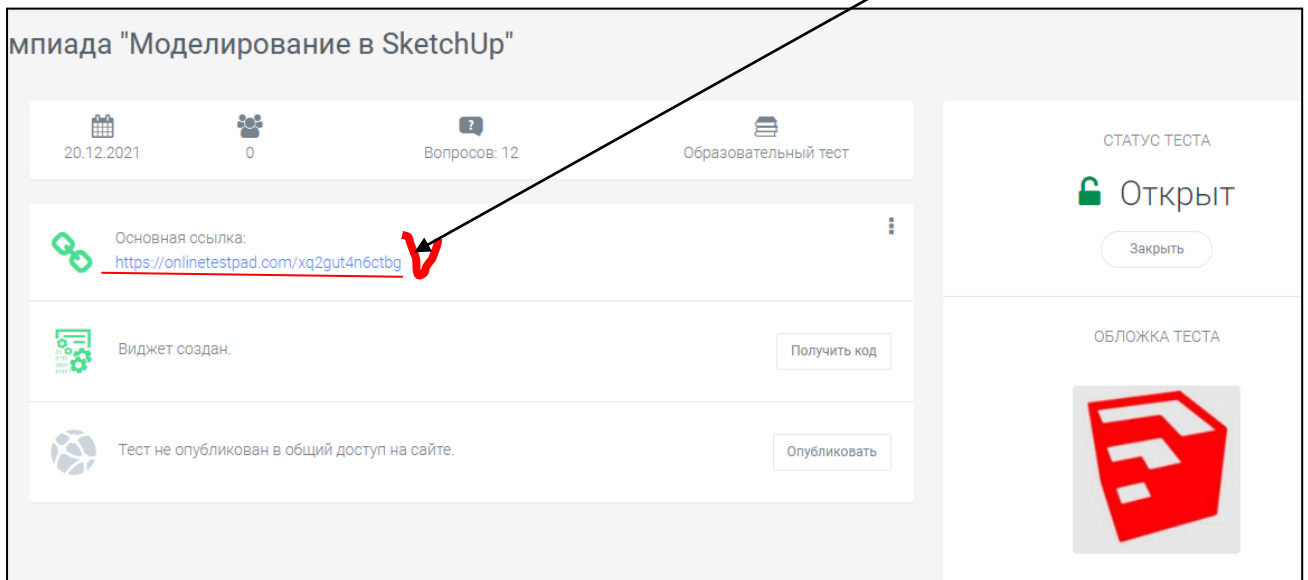 мпиада "Моделирование в SketchUp"
20.12.2021
0
Вопросов: 12
Образовательный тест
Основная ссылка:
https://onlinetestpad.com/xq2gut4n6ctbg
Виджет создан.
Получить код
Тест не опубликован в общий доступ на сайте.
Опубликовать
СТАТУС ТЕСТА
Открыт
Закрыть
ОБЛОЖКА ТЕСТА